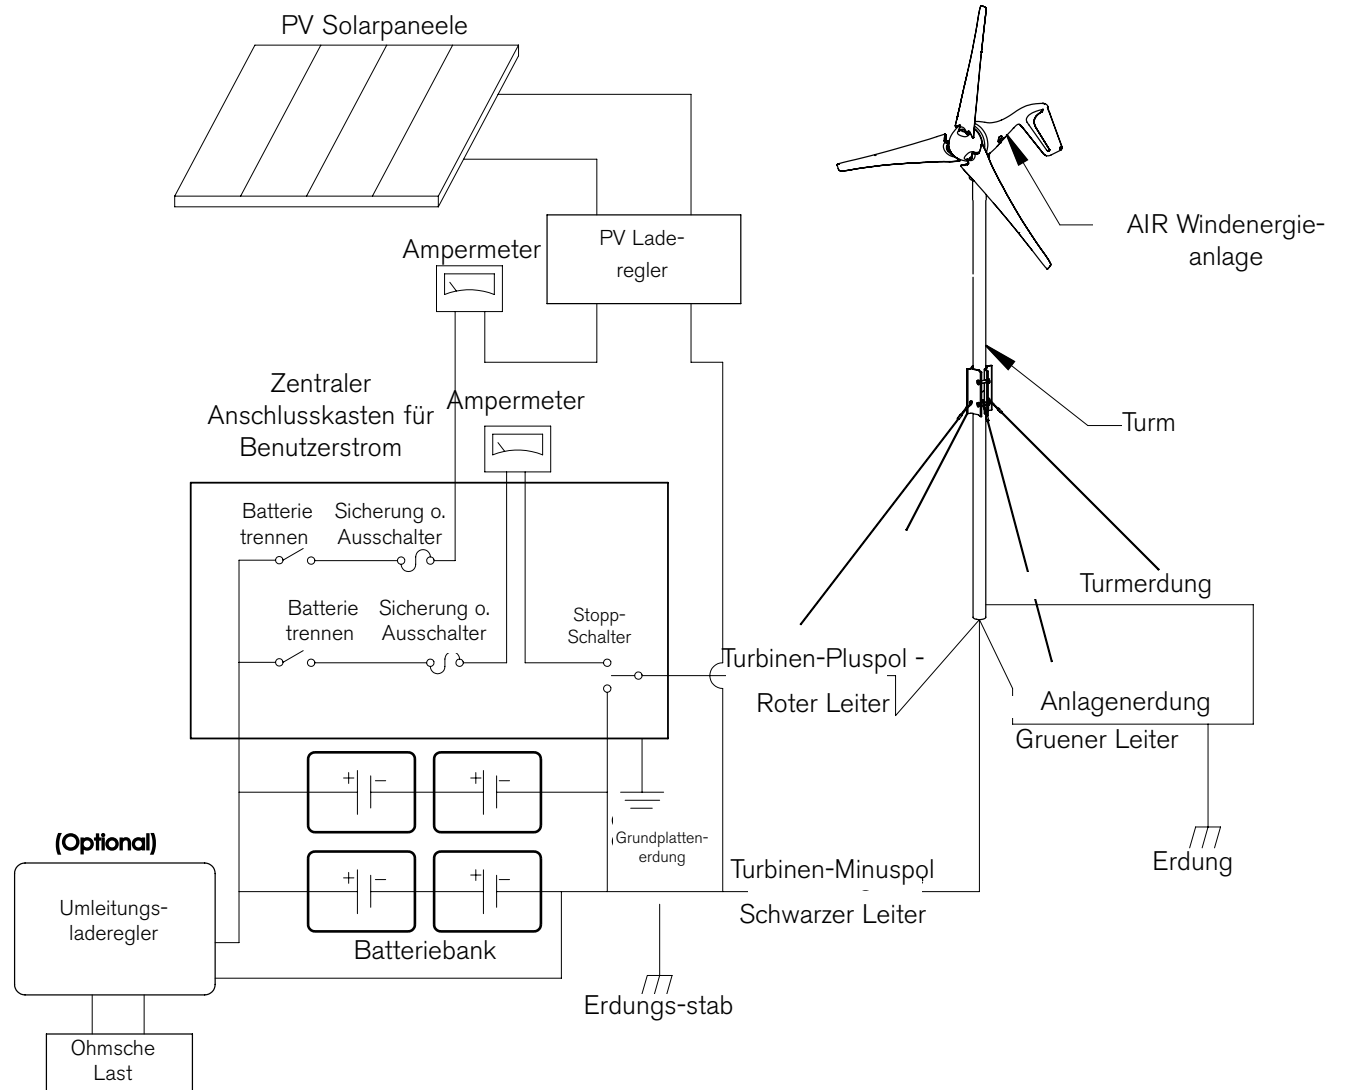 PV Solarpaneele
PV Lade-
regler
Ampermeter
AIR Windenergie-
anlage
Zentraler
Anschlusskasten für
Benutzerstrom
Ampermeter
Turm
Batterie
trennen
Sicherung o.
Ausschalter
Batterie
trennen
Sicherung o.
Ausschalter
Stopp-
Schalter
Turmerdung
Turbinen-Pluspol -
Roter Leiter
Anlagenerdung
Gruener Leiter
+ −
+ −
Grundplatten-
erdung
Erdung
(Optional)
Umleitungs-
laderegler
+ −
+ −
Batteriebank
Turbinen-Minuspol
Schwarzer Leiter
Erdungs-stab
Ohmsche
Last